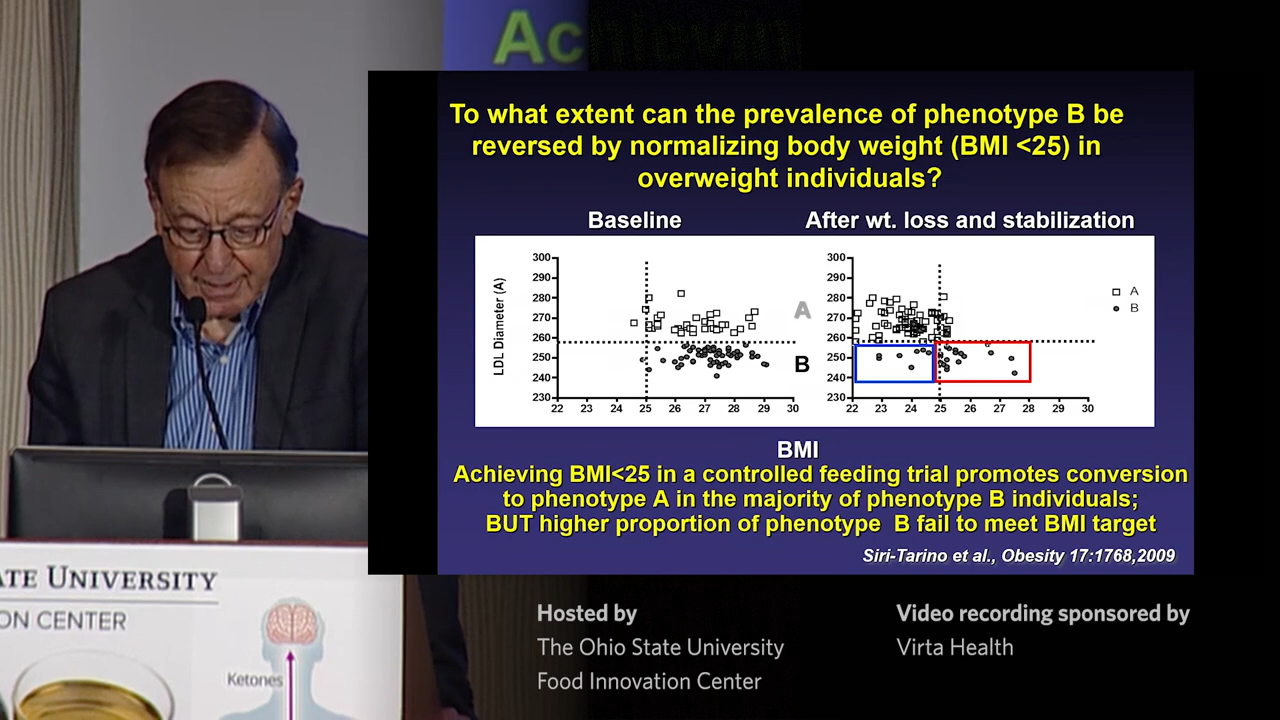 Ac
To what extent can the prevalence of phenotype B be
reversed by normalizing body weight (BMI <25) in
overweight individuals?
Baseline
After wt. loss and stabilization
LDL Diameter (A)
300
290
280
270
260
250
240
230
22 23 24 25 26 27 28 29 30
A
B
300
290
280
270
260
250
240
230
22 23 24 25 26 27 28 29 30
A
B
BMI
Achieving BMI<25 in a controlled feeding trial promotes conversion
to phenotype A in the majority of phenotype B individuals;
BUT higher proportion of phenotype B fail to meet BMI target
Siri-Tarino et al., Obesity 17:1768,2009
ATE UNIVERSITY
ON CENTER
Ketones
Hosted by
The Ohio State University
Food Innovation Center
Video recording sponsored by
Virta Health